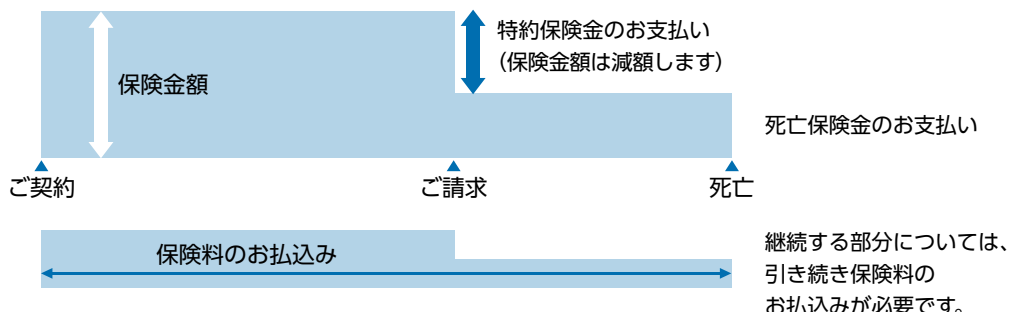 特約保険金のお支払い
（保険金額は減額します）
保険金額
死亡保険金のお支払い
ご契約
ご請求
死亡
保険料のお払込み
継続する部分については、
引き続き保険料の
お払込みが必要です。